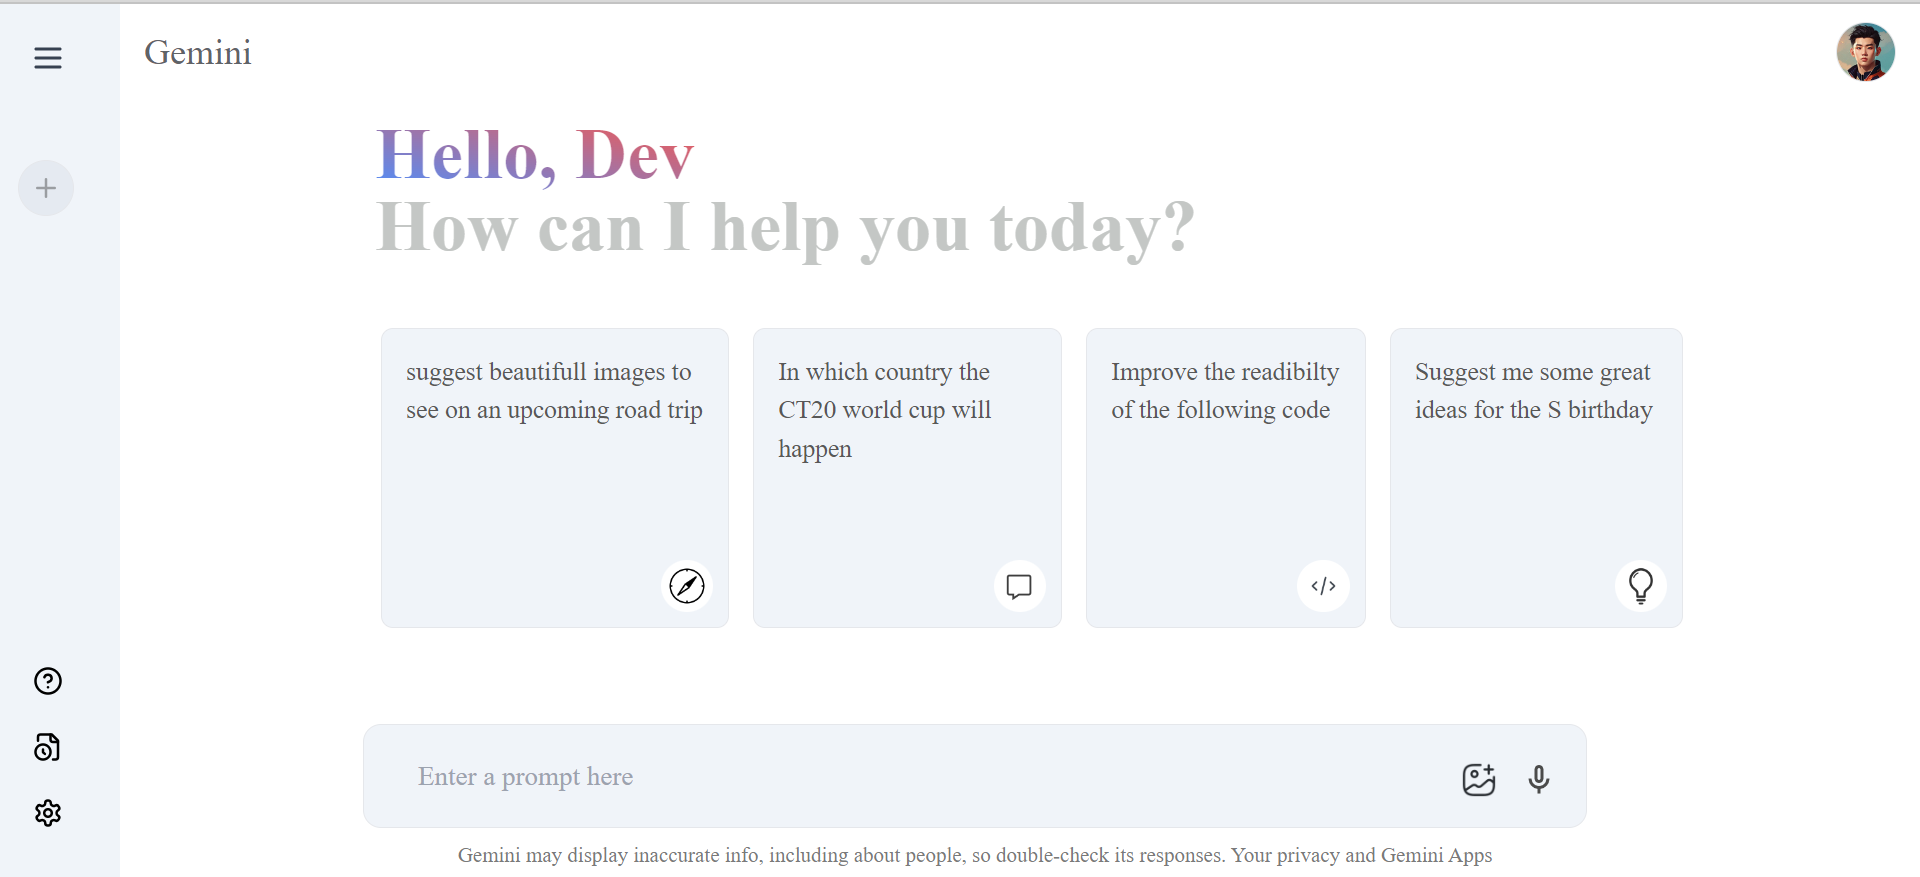 Gemini
Hello, Dev
How can I help you today?
suggest beautifull images to
see on an upcoming road trip
In which country the
CT20 world cup will
happen
Improve the readibilty
of the following code
Suggest me some great
ideas for the S birthday
Enter a prompt here
Gemini may display inaccurate info, including about people, so double-check its responses. Your privacy and Gemini Apps